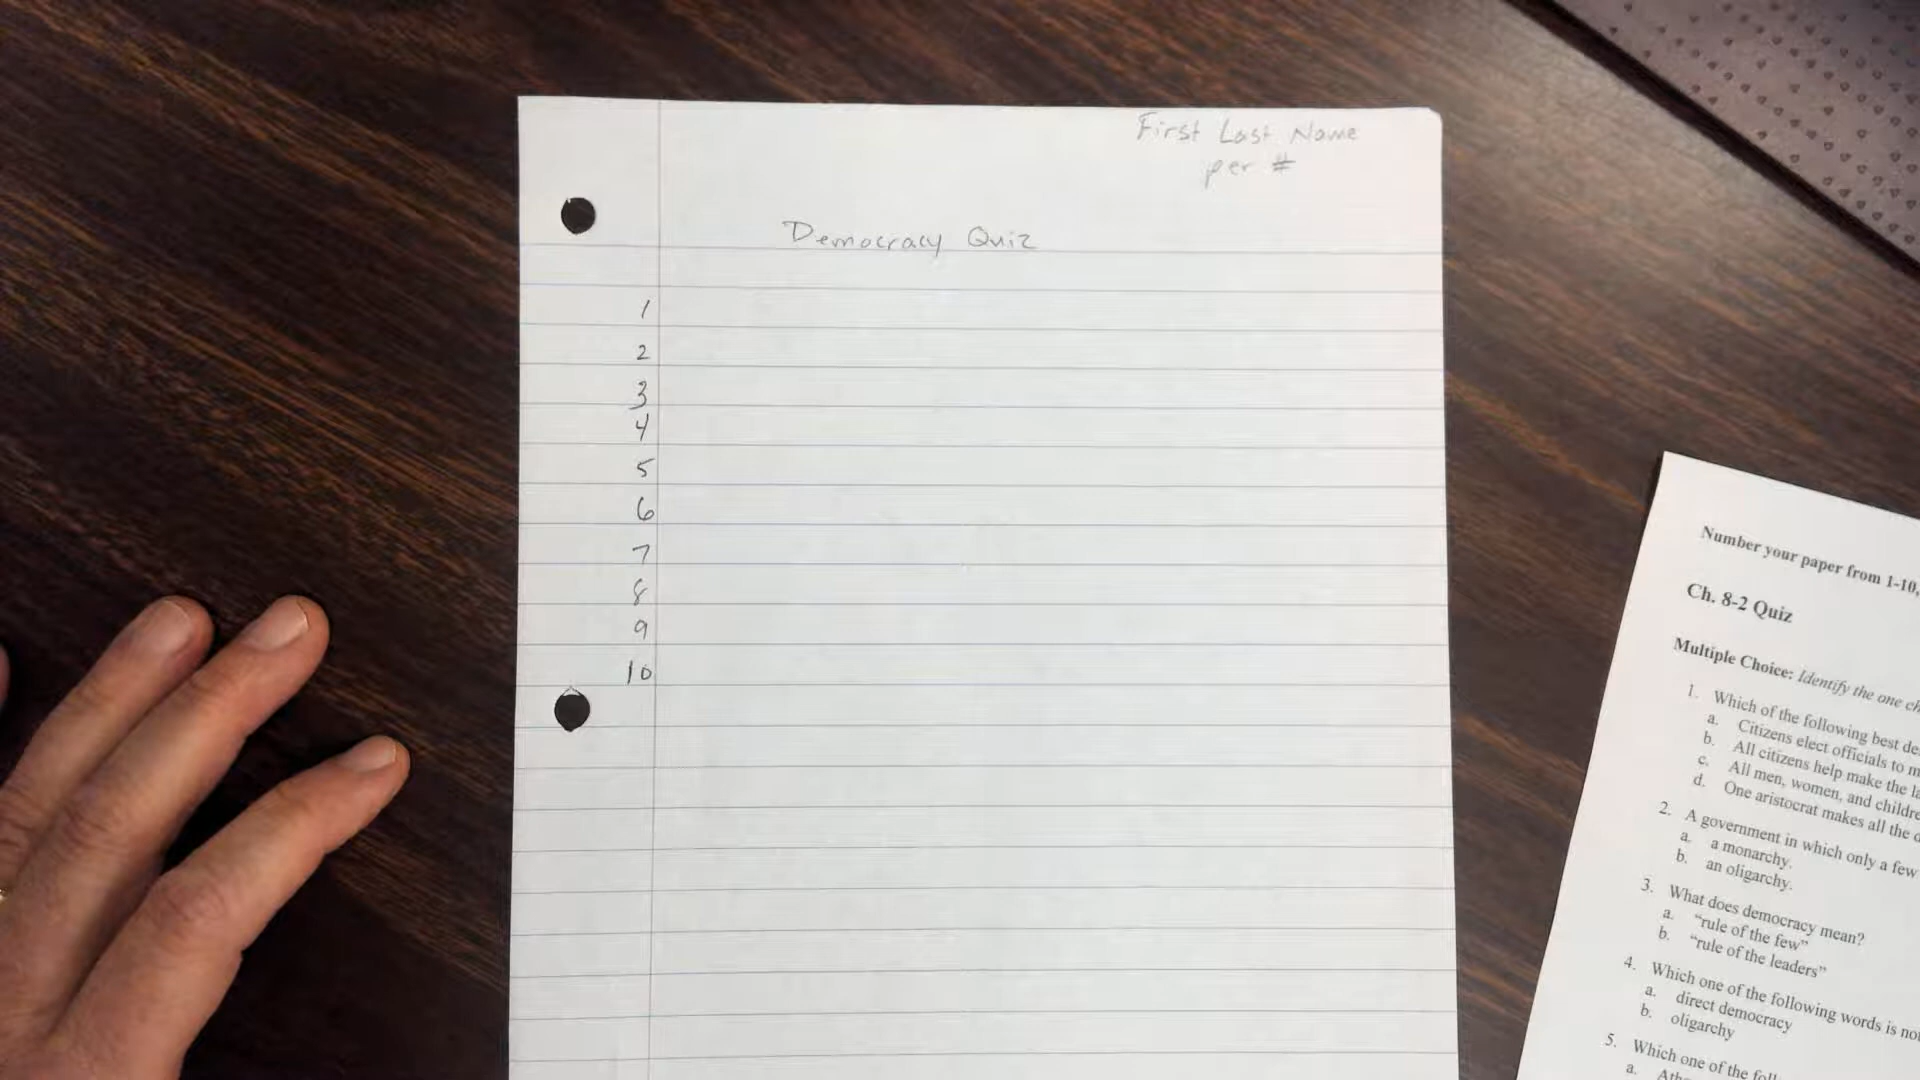 First Last Name
per #
Democracy Quiz
1
2
3
4
5
6
7
8
9
10
Number your paper from 1-10,
Ch. 8-2 Quiz
Multiple Choice: Identify the one
1. Which of the following best
a. Citizens elect officials to
b. All citizens help make the
c. All men, women, and
d. One aristocrat makes all the
2. A government in which only a few
a. a monarchy.
b. an oligarchy.
3. What does democracy mean?
a. "rule of the few"
b. "rule of the leaders"
4. Which one of the following words is
a. direct democracy
b. oligarchy
5. Which one of the
a.